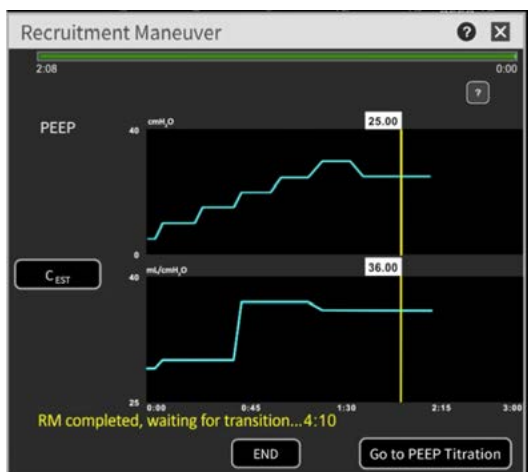 Recruitment Maneuver ? X
2:08 0:00
?
PEEP
cmH₂O
40
25.00
0
C_EST
mL/cmH₂O
40
36.00
25
0:00 0:45 1:30 2:15 3:00
RM completed, waiting for transition...4:10
END Go to PEEP Titration